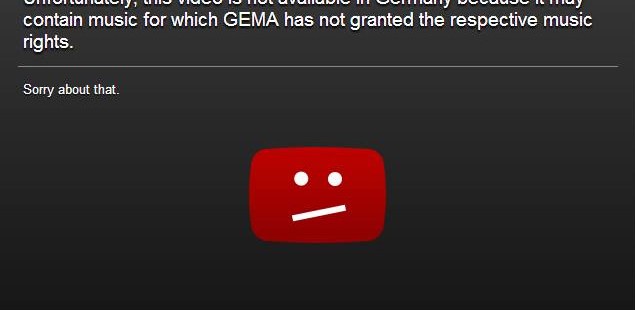 Unfortunately, this video is not available in Germany because it may
contain music for which GEMA has not granted the respective music
rights.
Sorry about that.